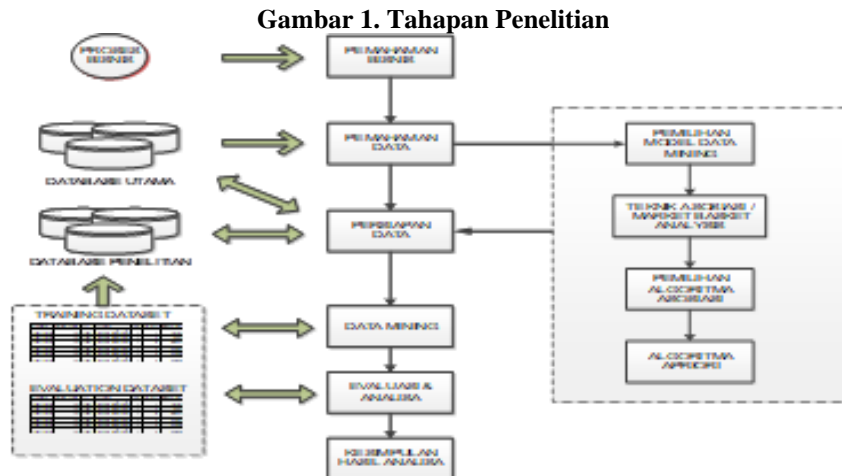 Gambar 1. Tahapan Penelitian
PROSES
BISNIS
PEMAHAMAN
BISNIS
PEMAHAMAN
DATA
DATABASE UTAMA
PERSIAPAN
DATA
DATABASE PENELITIAN
TRAINING DATASET
DATA MINING
EVALUATION DATASET
EVALUASI &
ANALISA
KESIMPULAN
HASIL ANALISA
PEMILIHAN
MODEL DATA
MINING
TEKNIK ASOSIASI /
MARKET BASKET
ANALYSIS
PEMILIHAN
ALGORITMA
ASOSIASI
ALGORITMA
APRIORI